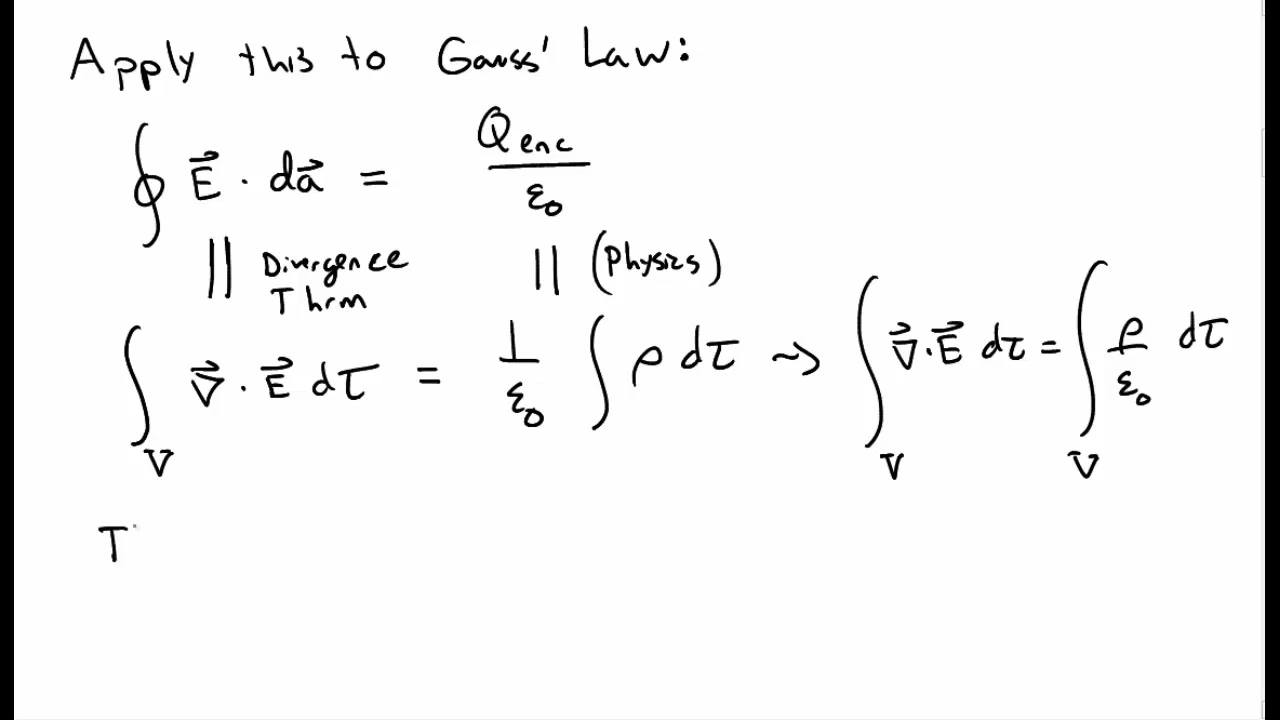 Apply this to Gauss' Law:
∮ E⃗ · da⃗ = Qenc / ε₀
|| Divergence Thrm || (Physics)
∫_V ∇⃗ · E⃗ dτ = 1/ε₀ ∫ ρ dτ ⇝ ∫_V ∇⃗ · E⃗ dτ = ∫_V ρ/ε₀ dτ
T